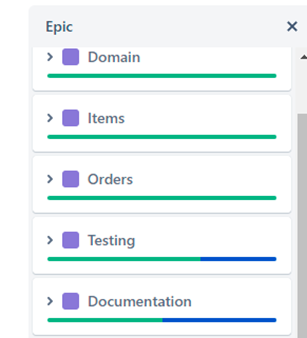 Epic
Domain
Items
Orders
Testing
Documentation